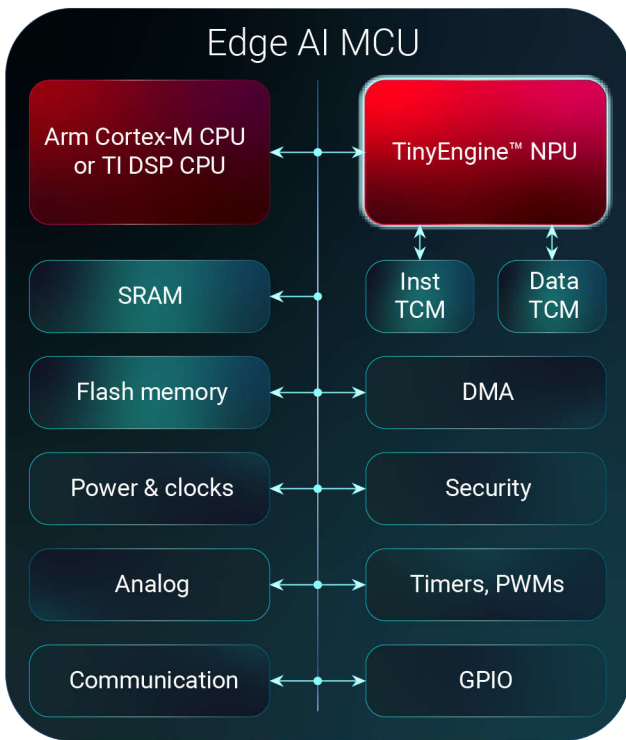 Edge AI MCU
Arm Cortex-M CPU
or TI DSP CPU
TinyEngine™ NPU
SRAM
Inst
TCM
Data
TCM
Flash memory
DMA
Power & clocks
Security
Analog
Timers, PWMs
Communication
GPIO